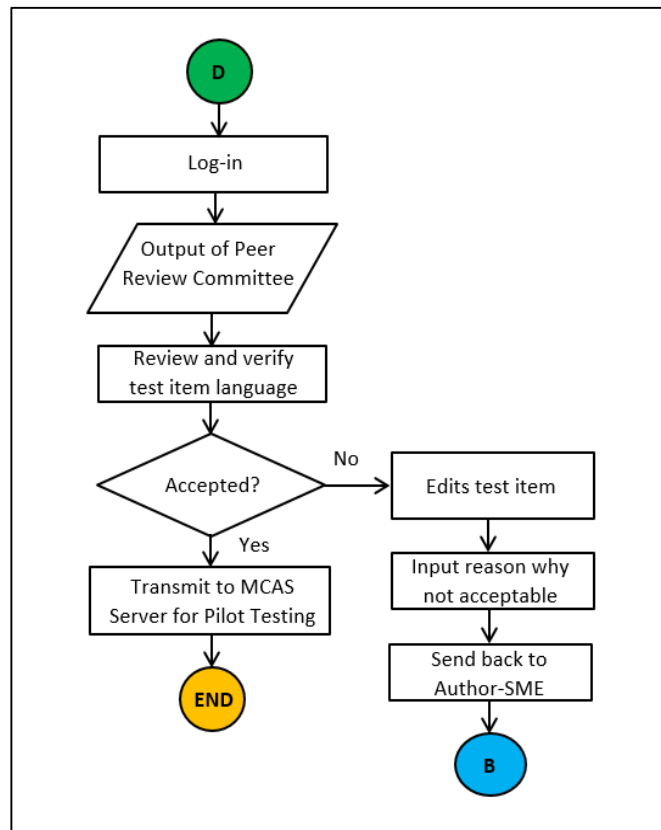 D
Log-in
Output of Peer
Review Committee
Review and verify
test item language
Accepted?
No
Edits test item
Yes
Transmit to MCAS
Server for Pilot Testing
Input reason why
not acceptable
Send back to
Author-SME
END
B